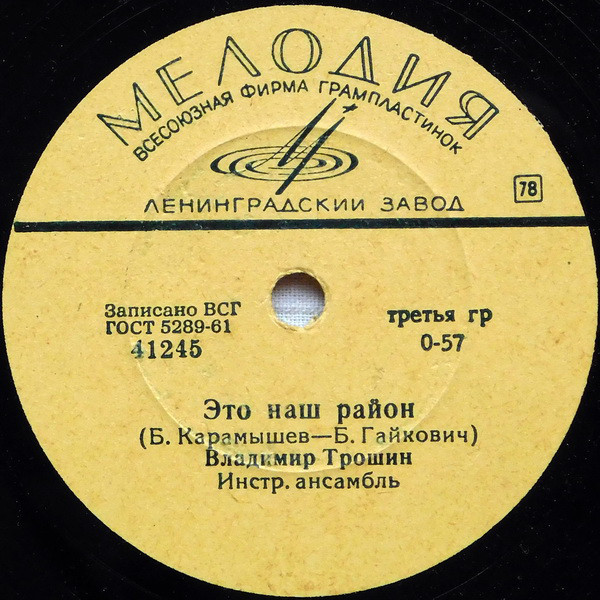 МЕЛОДИЯ
ВСЕСОЮЗНАЯ ФИРМА ГРАМПЛАСТИНОК
ЛЕНИНГРАДСКИЙ ЗАВОД
78
Записано ВСГ
ГОСТ 5289-61
41245
третья гр
0-57
Это наш район
(Б. Карамышев—Б. Гайкович)
Владимир Трошин
Инстр. ансамбль